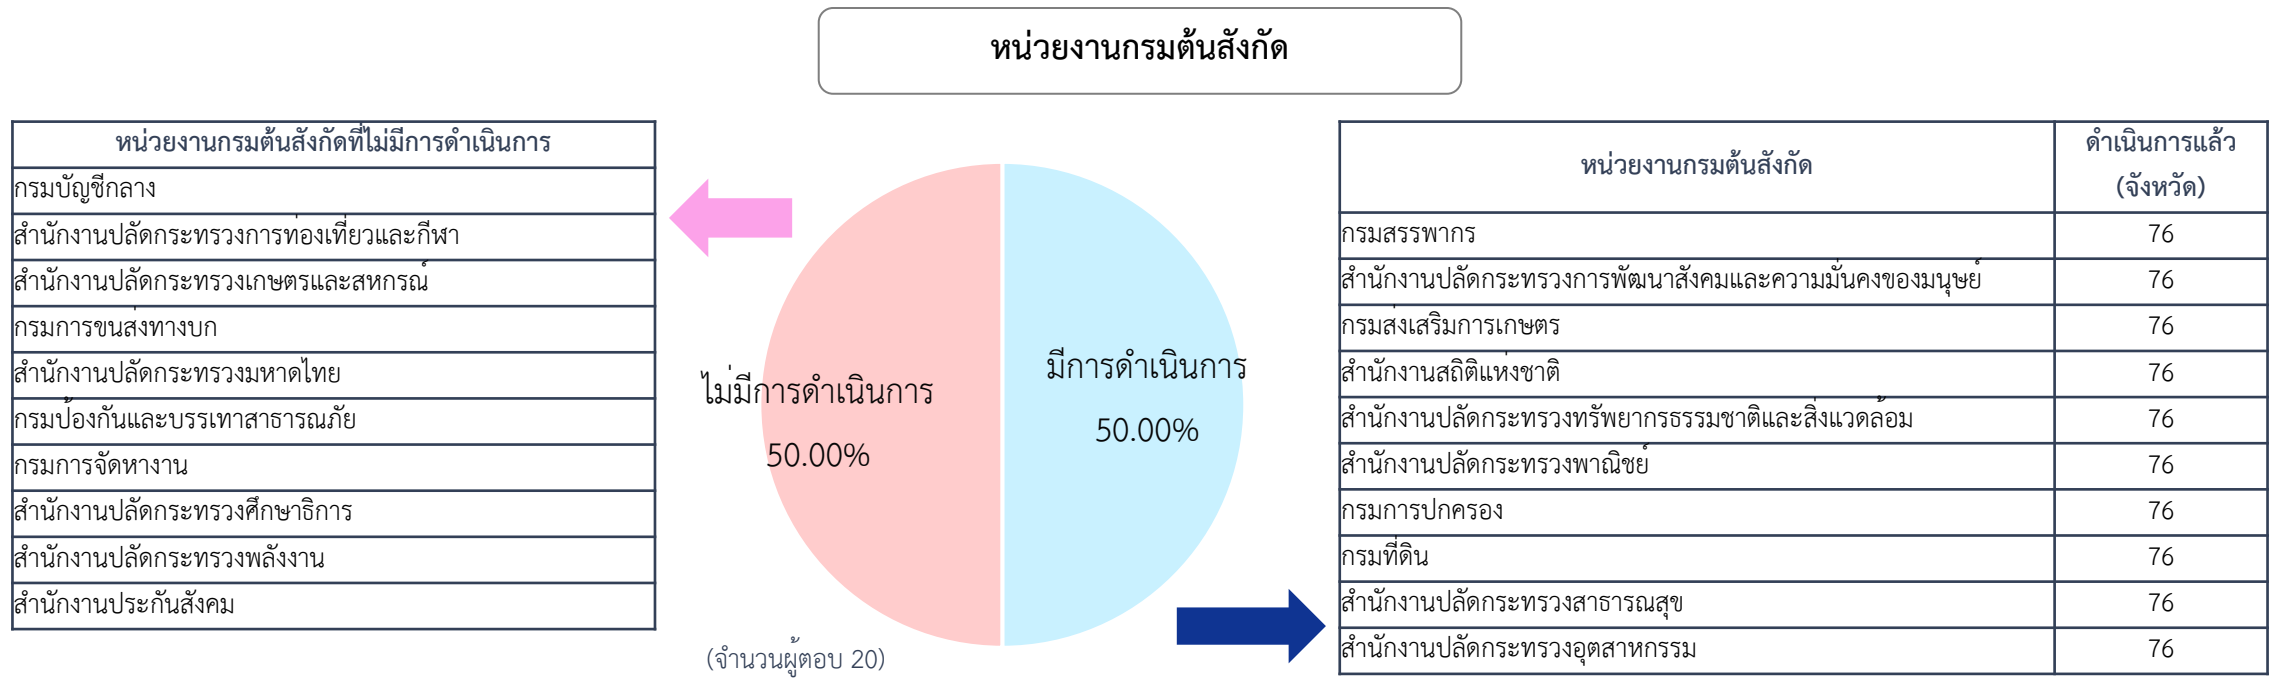 หน่วยงานกรมต้นสังกัด
หน่วยงานกรมต้นสังกัดที่ไม่มีการดำเนินการ
กรมบัญชีกลาง
สำนักงานปลัดกระทรวงการท่องเที่ยวและกีฬา
สำนักงานปลัดกระทรวงเกษตรและสหกรณ์
กรมการขนส่งทางบก
สำนักงานปลัดกระทรวงมหาดไทย
กรมป้องกันและบรรเทาสาธารณภัย
กรมการจัดหางาน
สำนักงานปลัดกระทรวงศึกษาธิการ
สำนักงานปลัดกระทรวงพลังงาน
สำนักงานประกันสังคม
ไม่มีการดำเนินการ
50.00%
มีการดำเนินการ
50.00%
(จำนวนผู้ตอบ 20)
หน่วยงานกรมต้นสังกัด
ดำเนินการแล้ว
(จังหวัด)
กรมสรรพากร 76
สำนักงานปลัดกระทรวงการพัฒนาสังคมและความมั่นคงของมนุษย์ 76
กรมส่งเสริมการเกษตร 76
สำนักงานสถิติแห่งชาติ 76
สำนักงานปลัดกระทรวงทรัพยากรธรรมชาติและสิ่งแวดล้อม 76
สำนักงานปลัดกระทรวงพาณิชย์ 76
กรมการปกครอง 76
กรมที่ดิน 76
สำนักงานปลัดกระทรวงสาธารณสุข 76
สำนักงานปลัดกระทรวงอุตสาหกรรม 76